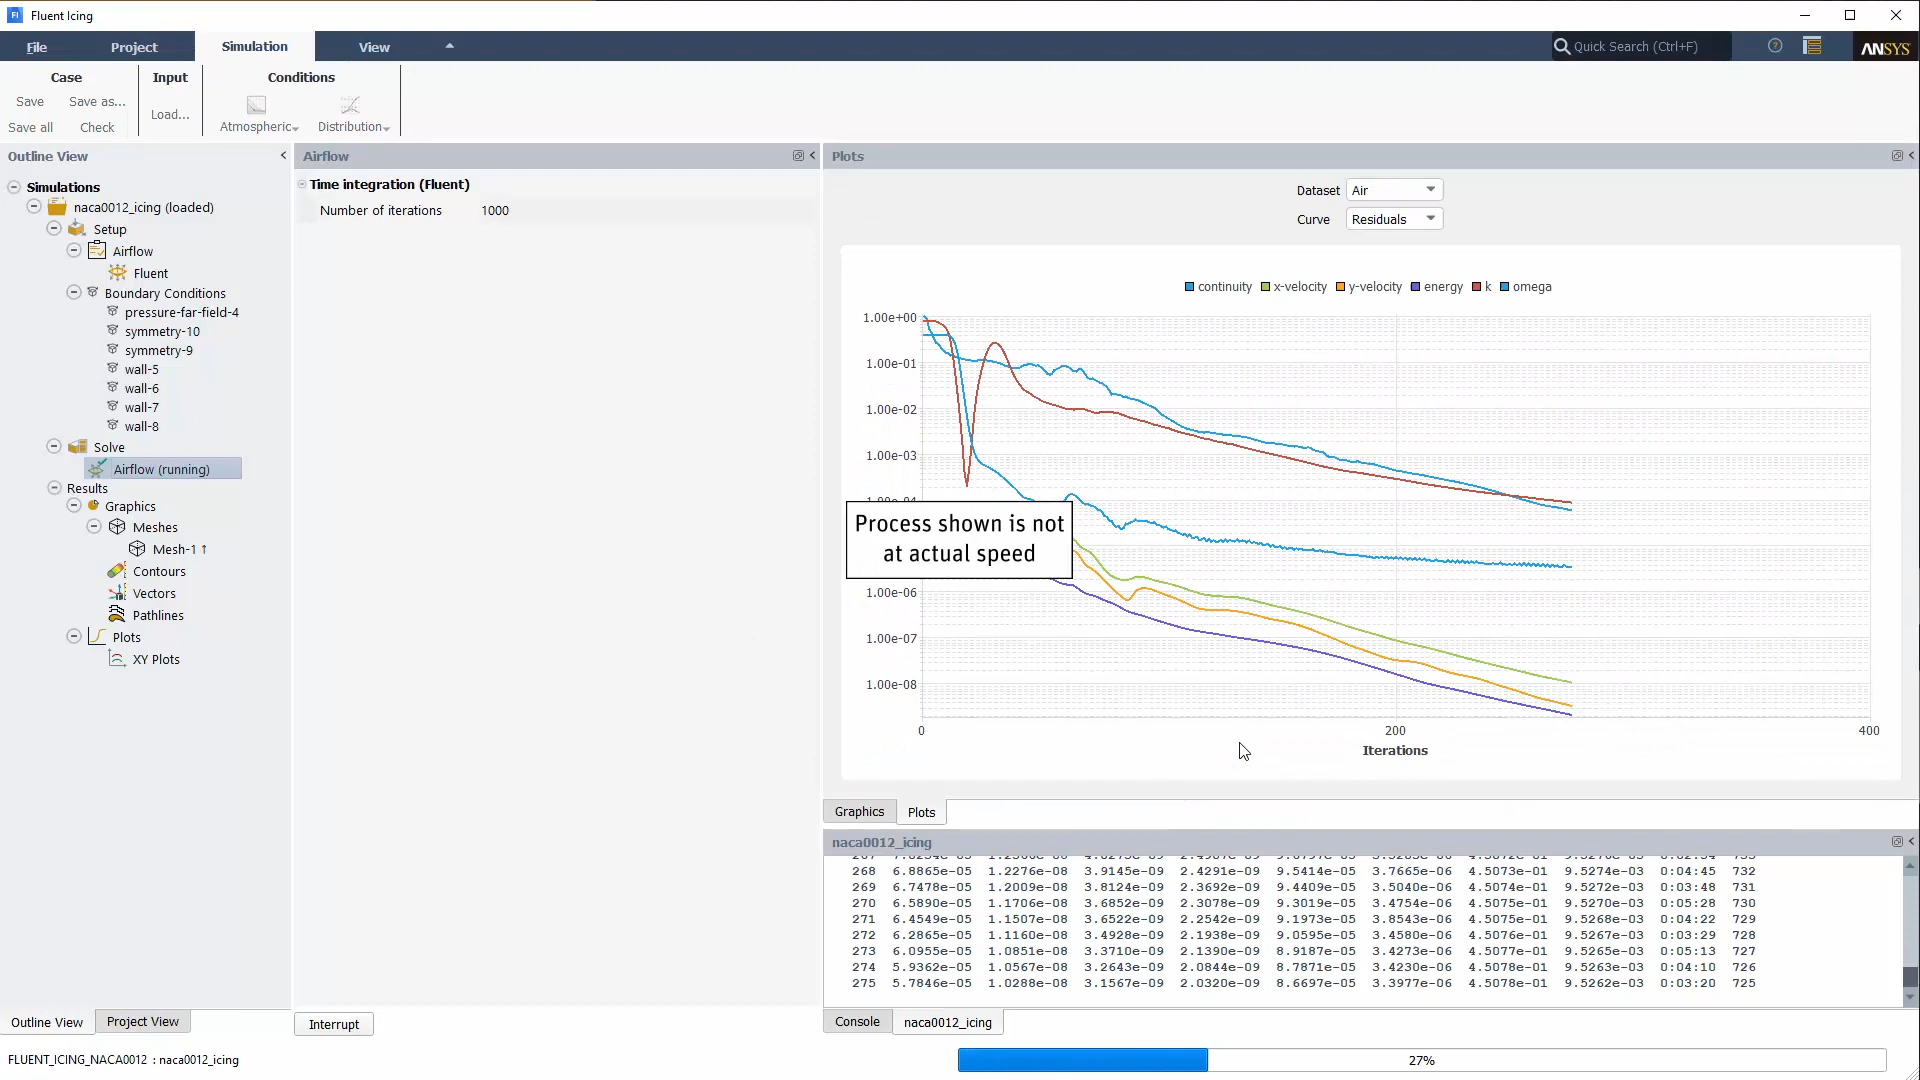 Fluent Icing
File Project Simulation View
Quick Search (Ctrl+F)
ANSYS
Case Input Conditions
Save Save as... Load... Atmospheric Distribution
Save all Check
Outline View
Simulations
naca0012_icing (loaded)
Setup
Airflow
Fluent
Boundary Conditions
pressure-far-field-4
symmetry-10
symmetry-9
wall-5
wall-6
wall-7
wall-8
Solve
Airflow (running)
Results
Graphics
Meshes
Mesh-1 ↑
Contours
Vectors
Pathlines
Plots
XY Plots
Outline View Project View
Airflow
Time integration (Fluent)
Number of iterations 1000
Interrupt
Plots
Dataset Air
Curve Residuals
continuity x-velocity y-velocity energy k omega
1.00e+00
1.00e-01
1.00e-02
1.00e-03
Process shown is not
at actual speed
1.00e-06
1.00e-07
1.00e-08
0 200 400
Iterations
Graphics Plots
naca0012_icing
268 6.8865e-05 1.2276e-08 3.9145e-09 2.4291e-09 9.5414e-05 3.7665e-06 4.5073e-01 9.5274e-03 0:04:45 732
269 6.7478e-05 1.2009e-08 3.8124e-09 2.3692e-09 9.4409e-05 3.5040e-06 4.5074e-01 9.5272e-03 0:03:48 731
270 6.5890e-05 1.1706e-08 3.6852e-09 2.3078e-09 9.3019e-05 3.4754e-06 4.5075e-01 9.5270e-03 0:05:28 730
271 6.4549e-05 1.1507e-08 3.6522e-09 2.2542e-09 9.1973e-05 3.8543e-06 4.5075e-01 9.5268e-03 0:04:22 729
272 6.2865e-05 1.1160e-08 3.4928e-09 2.1938e-09 9.0595e-05 3.4580e-06 4.5076e-01 9.5267e-03 0:03:29 728
273 6.0955e-05 1.0851e-08 3.3710e-09 2.1390e-09 8.9187e-05 3.4273e-06 4.5077e-01 9.5265e-03 0:05:13 727
274 5.9362e-05 1.0567e-08 3.2643e-09 2.0844e-09 8.7871e-05 3.4230e-06 4.5078e-01 9.5263e-03 0:04:10 726
275 5.7846e-05 1.0288e-08 3.1567e-09 2.0320e-09 8.6697e-05 3.3977e-06 4.5078e-01 9.5262e-03 0:03:20 725
Console naca0012_icing
FLUENT_ICING_NACA0012 : naca0012_icing
27%